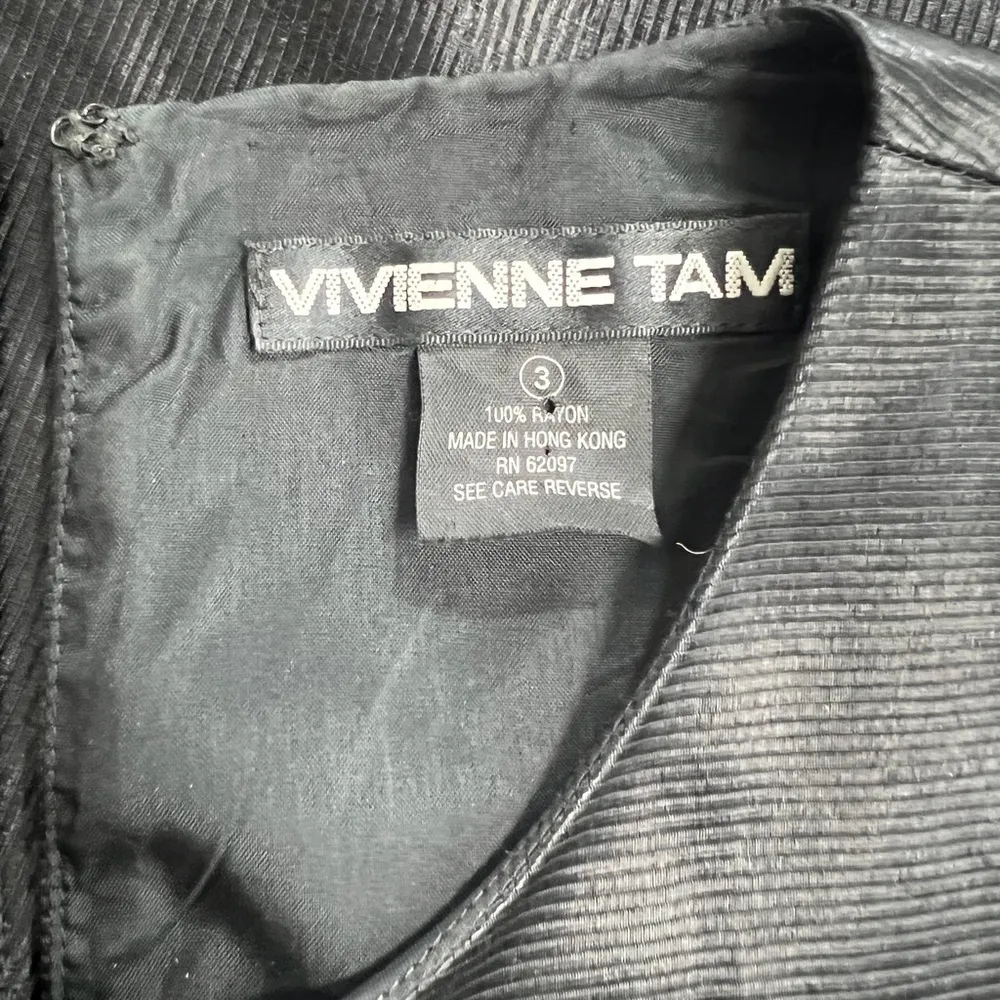 VIVIENNE TAM
3
100% RAYON
MADE IN HONG KONG
RN 62097
SEE CARE REVERSE